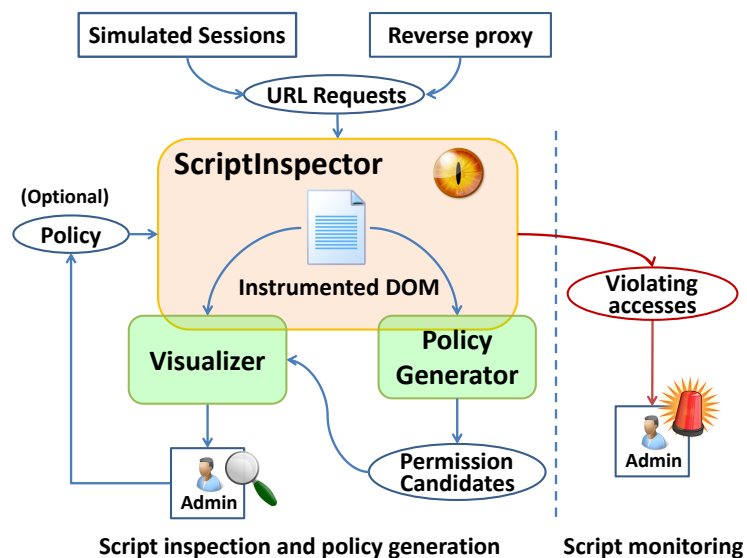 Simulated Sessions
Reverse proxy
URL Requests
ScriptInspector
(Optional)
Policy
Instrumented DOM
Violating
accesses
Visualizer
Policy
Generator
Permission
Candidates
Admin
Admin
Script inspection and policy generation
Script monitoring